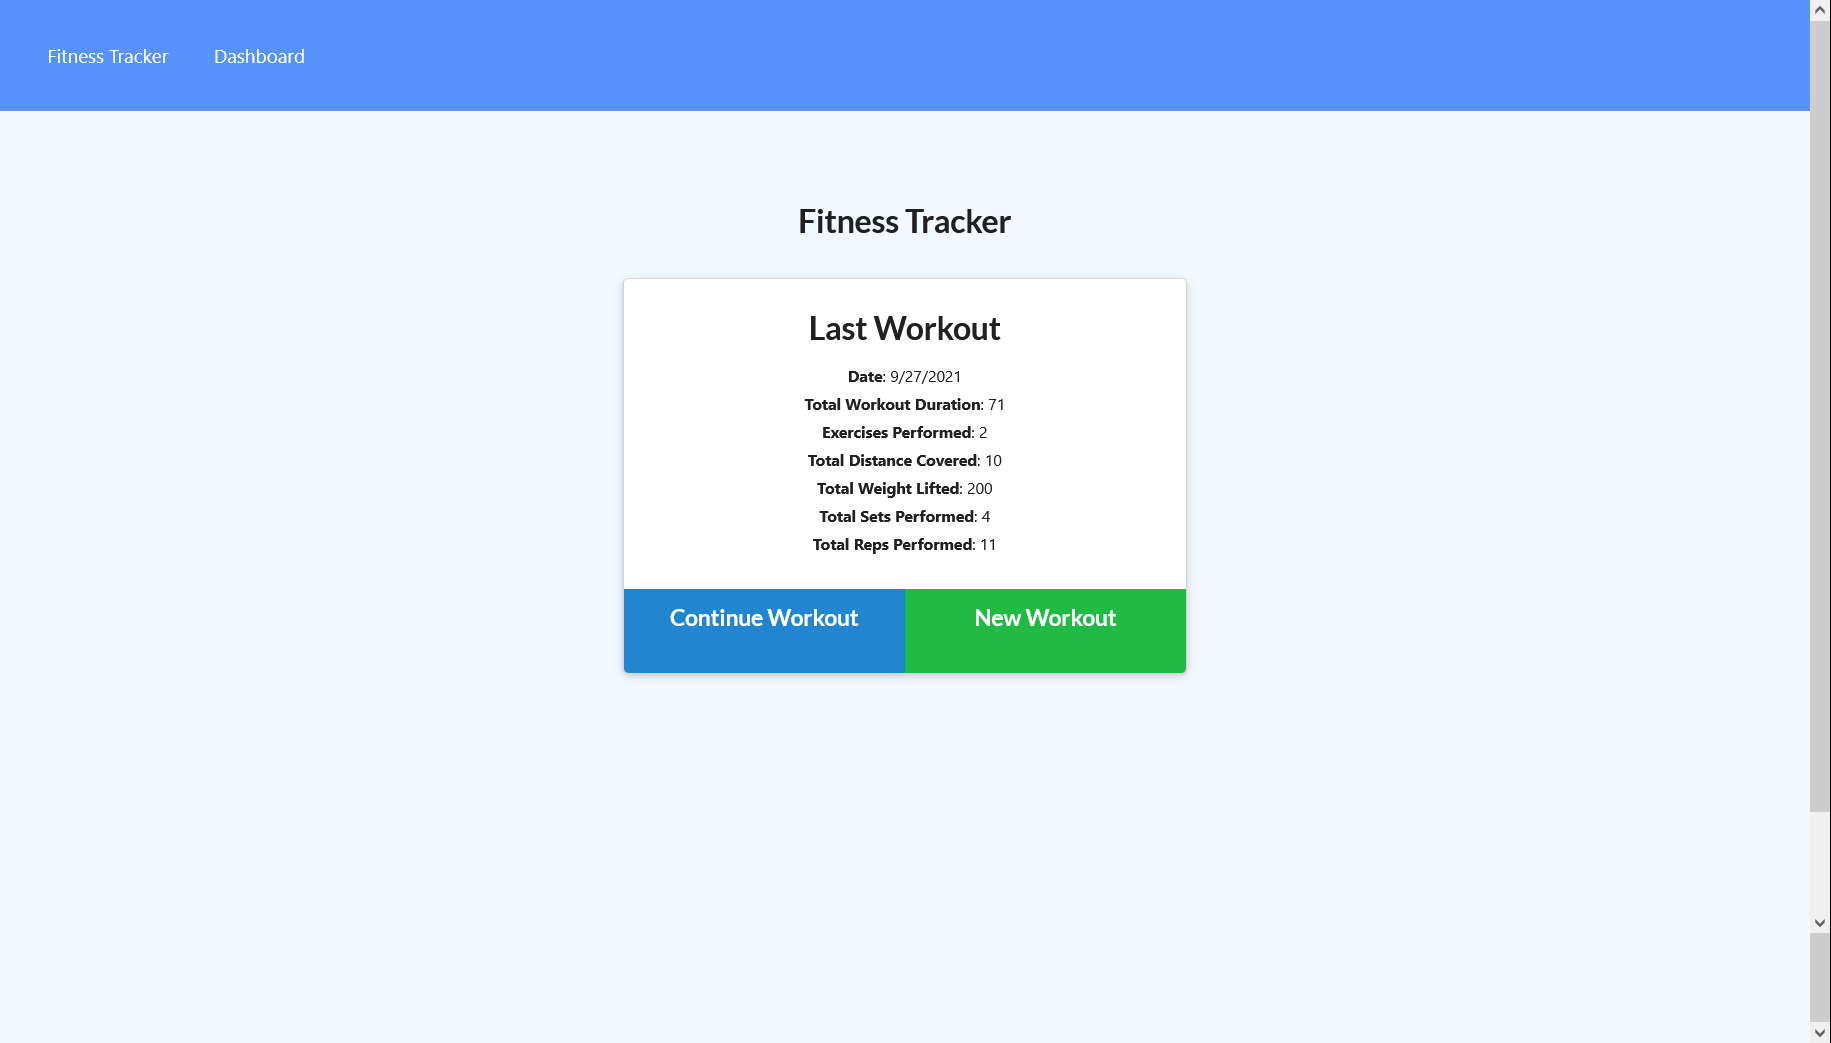 Fitness Tracker Dashboard
Fitness Tracker
Last Workout
Date: 9/27/2021
Total Workout Duration: 71
Exercises Performed: 2
Total Distance Covered: 10
Total Weight Lifted: 200
Total Sets Performed: 4
Total Reps Performed: 11
Continue Workout New Workout